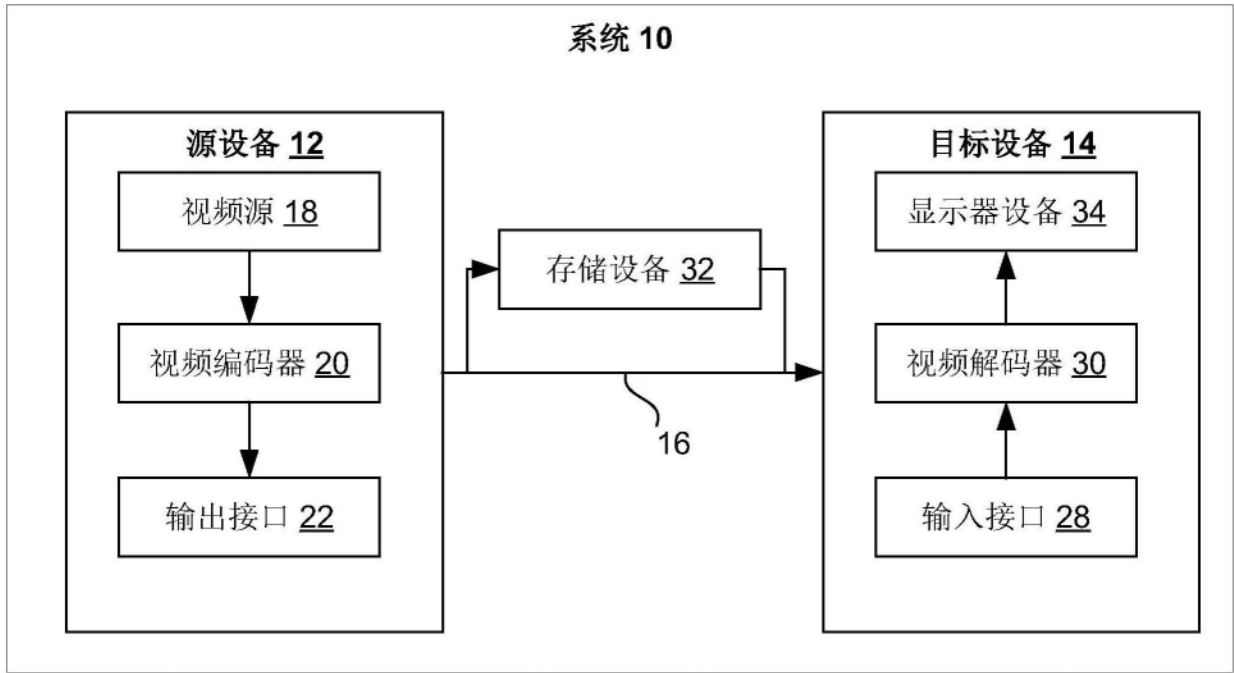 系统 10
源设备 12
视频源 18
视频编码器 20
输出接口 22
存储设备 32
16
目标设备 14
显示器设备 34
视频解码器 30
输入接口 28